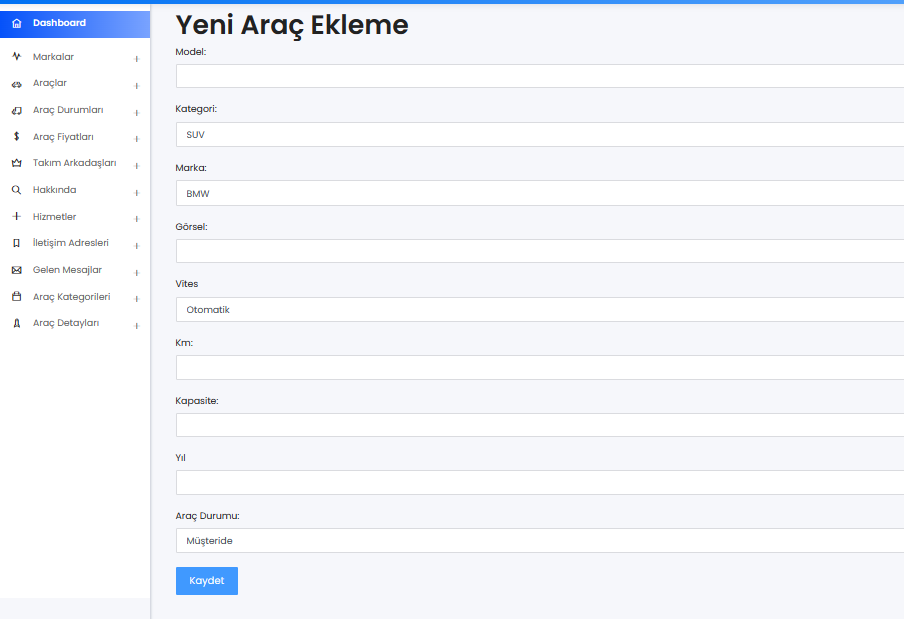 Dashboard
Markalar
Araçlar
Araç Durumları
Araç Fiyatları
Takım Arkadaşları
Hakkında
Hizmetler
İletişim Adresleri
Gelen Mesajlar
Araç Kategorileri
Araç Detayları
Yeni Araç Ekleme
Model:
Kategori:
SUV
Marka:
BMW
Görsel:
Vites
Otomatik
Km:
Kapasite:
Yıl
Araç Durumu:
Müşteride
Kaydet